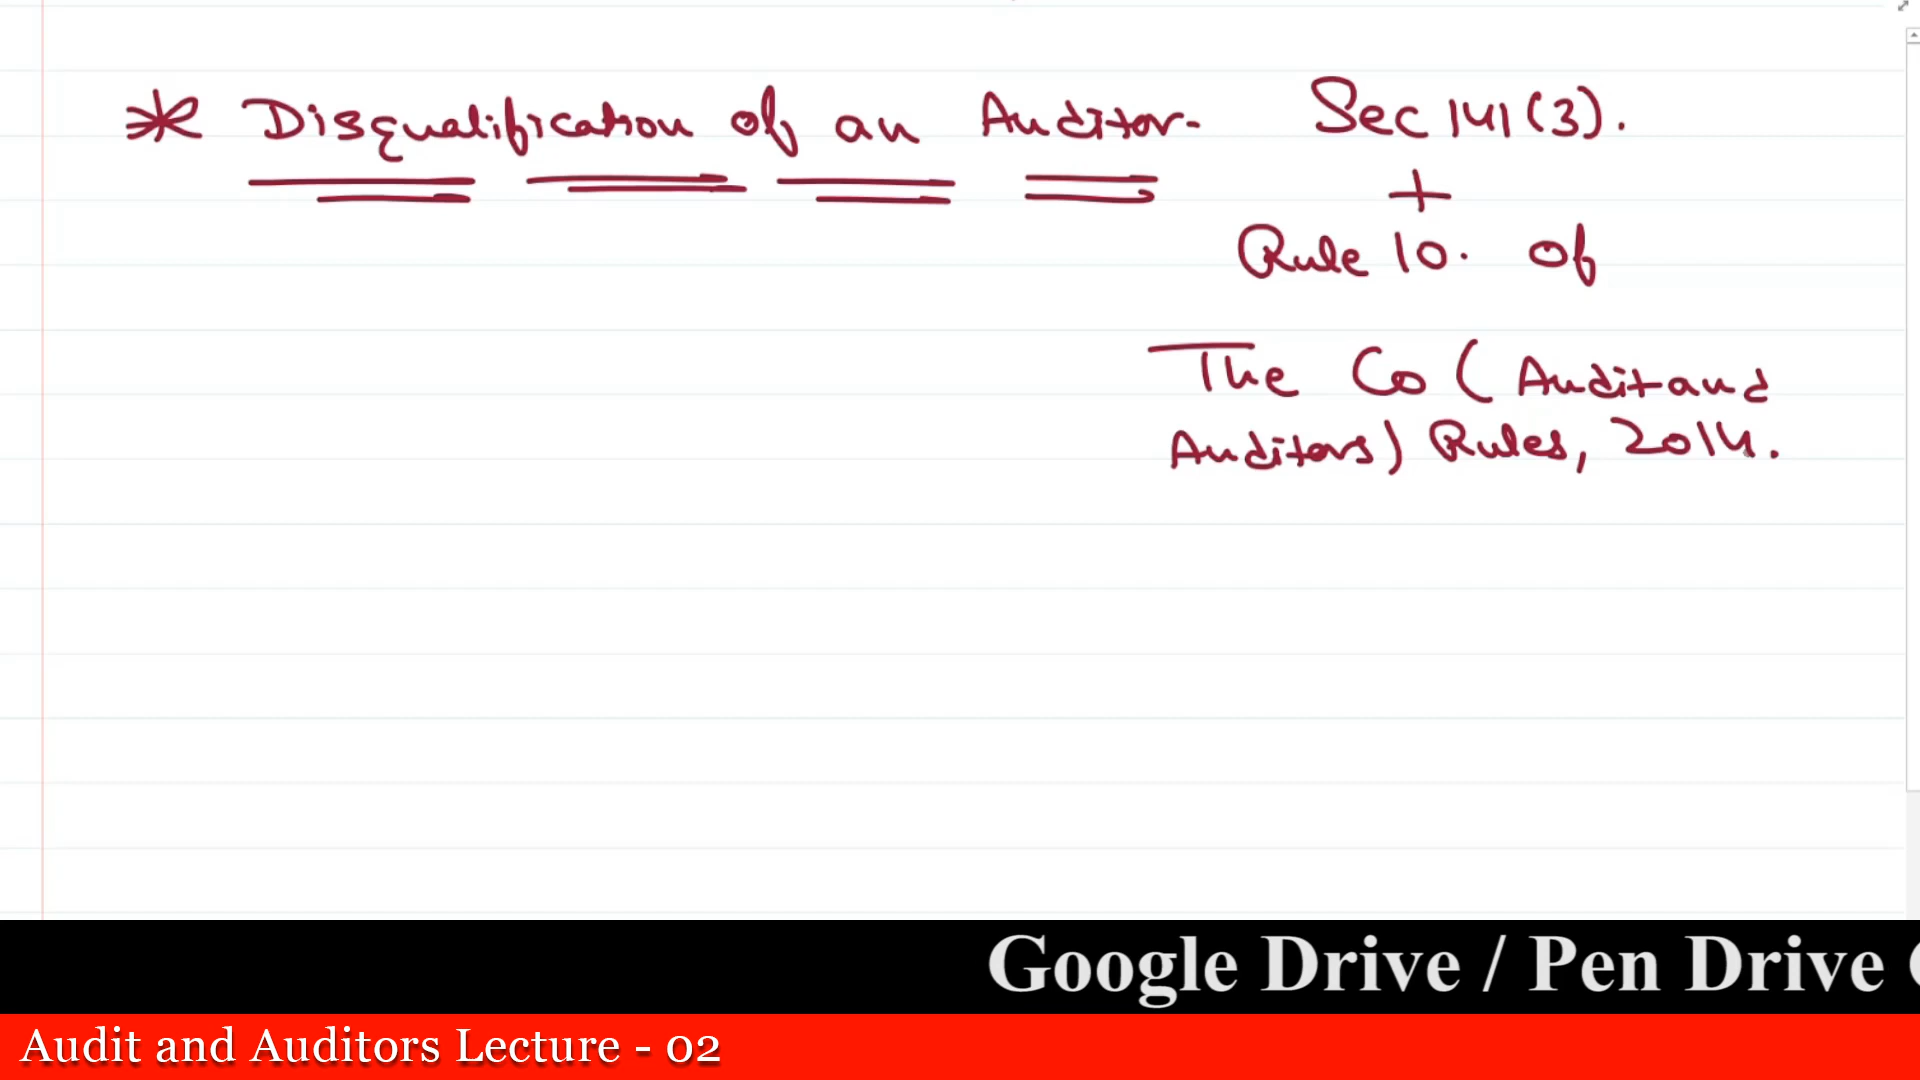 * Disqualification of an Auditor- Sec 141(3).
+
Rule 10. of
The Co (Audit and
Auditors) Rules, 2014.
Google Drive / Pen Drive
Audit and Auditors Lecture - 02